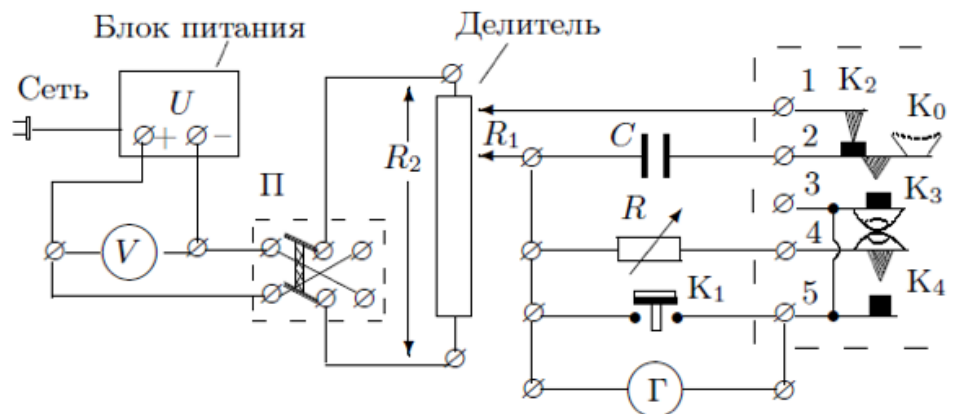 Блок питания
Делитель
Сеть
U
+ −
1
K₂
K₀
R₁
C
2
R₂
П
3
K₃
R
V
4
K₁
5
K₄
Г